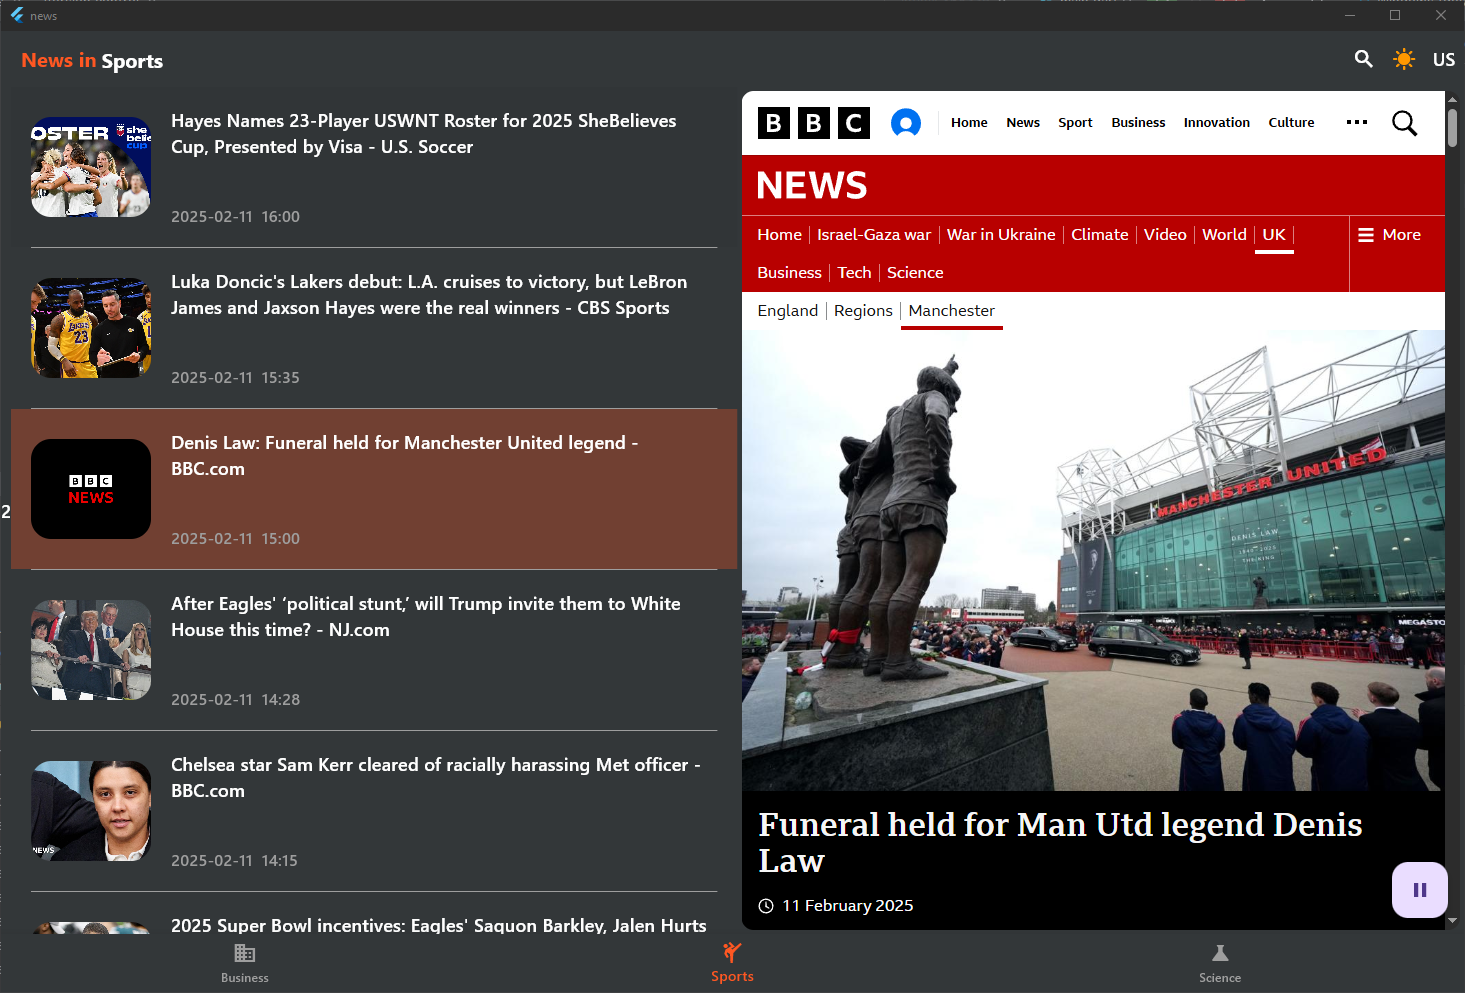 news
News in Sports
US
OSTER
she
belie
cup
Hayes Names 23-Player USWNT Roster for 2025 SheBelieves
Cup, Presented by Visa - U.S. Soccer
2025-02-11 16:00
23
Luka Doncic's Lakers debut: L.A. cruises to victory, but LeBron
James and Jaxson Hayes were the real winners - CBS Sports
2025-02-11 15:35
2
BBC
NEWS
Denis Law: Funeral held for Manchester United legend -
BBC.com
2025-02-11 15:00
After Eagles' ‘political stunt,’ will Trump invite them to White
House this time? - NJ.com
2025-02-11 14:28
NEWS
Chelsea star Sam Kerr cleared of racially harassing Met officer -
BBC.com
2025-02-11 14:15
2025 Super Bowl incentives: Eagles' Saquon Barkley, Jalen Hurts
BBC
Home News Sport Business Innovation Culture
NEWS
Home Israel-Gaza war War in Ukraine Climate Video World UK
More
Business Tech Science
England Regions Manchester
MANCHESTER UNITED
DENIS LAW
1940-2025
THE KING
MEGASTO
Funeral held for Man Utd legend Denis
Law
11 February 2025
Business
Sports
Science